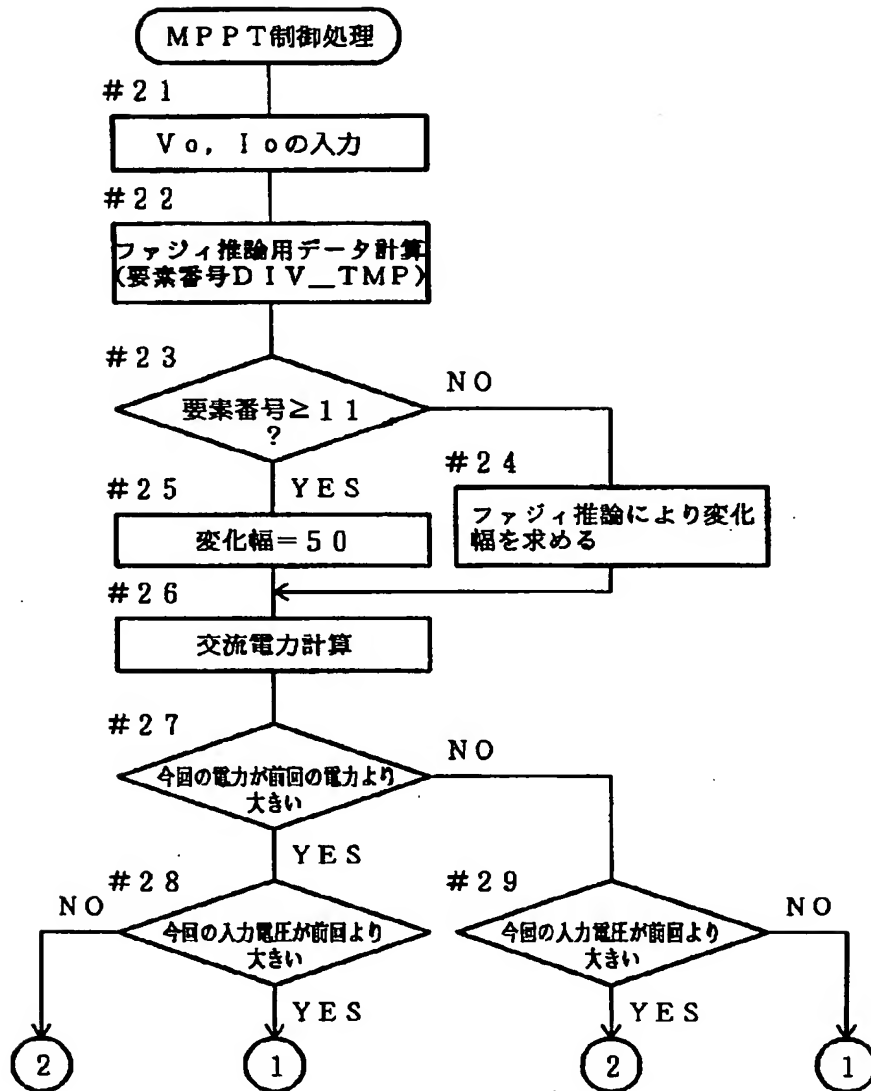 MPPT制御処理
#21
Vo, Ioの入力
#22
ファジィ推論用データ計算
(要素番号DIV_TMP)
#23
要素番号≧11
?
NO
YES
#24
ファジィ推論により変化
幅を求める
#25
変化幅=50
#26
交流電力計算
#27
今回の電力が前回の電力より
大きい
NO
YES
#28
今回の入力電圧が前回より
大きい
NO
YES
#29
今回の入力電圧が前回より
大きい
NO
YES
2
1
2
1